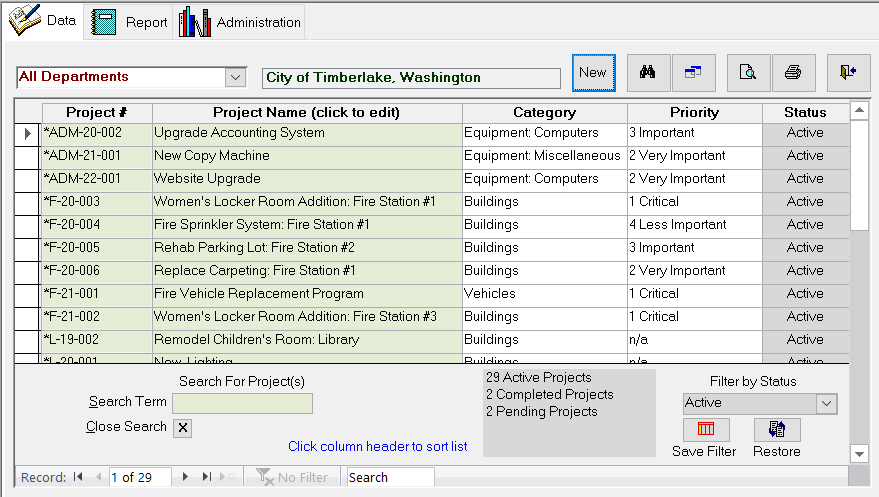 Data Report Administration
All Departments City of Timberlake, Washington New
Project # Project Name (click to edit) Category Priority Status
*ADM-20-002 Upgrade Accounting System Equipment: Computers 3 Important Active
*ADM-21-001 New Copy Machine Equipment: Miscellaneous 2 Very Important Active
*ADM-22-001 Website Upgrade Equipment: Computers 2 Very Important Active
*F-20-003 Women's Locker Room Addition: Fire Station #1 Buildings 1 Critical Active
*F-20-004 Fire Sprinkler System: Fire Station #1 Buildings 4 Less Important Active
*F-20-005 Rehab Parking Lot: Fire Station #2 Buildings 3 Important Active
*F-20-006 Replace Carpeting: Fire Station #1 Buildings 2 Very Important Active
*F-21-001 Fire Vehicle Replacement Program Vehicles 1 Critical Active
*F-21-002 Women's Locker Room Addition: Fire Station #3 Buildings 1 Critical Active
*L-19-002 Remodel Children's Room: Library Buildings n/a Active
*L-20-001 New Lighting Buildings n/a Active
Search For Project(s)
Search Term
Close Search X
Click column header to sort list
29 Active Projects
2 Completed Projects
2 Pending Projects
Filter by Status
Active
Save Filter Restore
Record: 1 of 29 No Filter Search